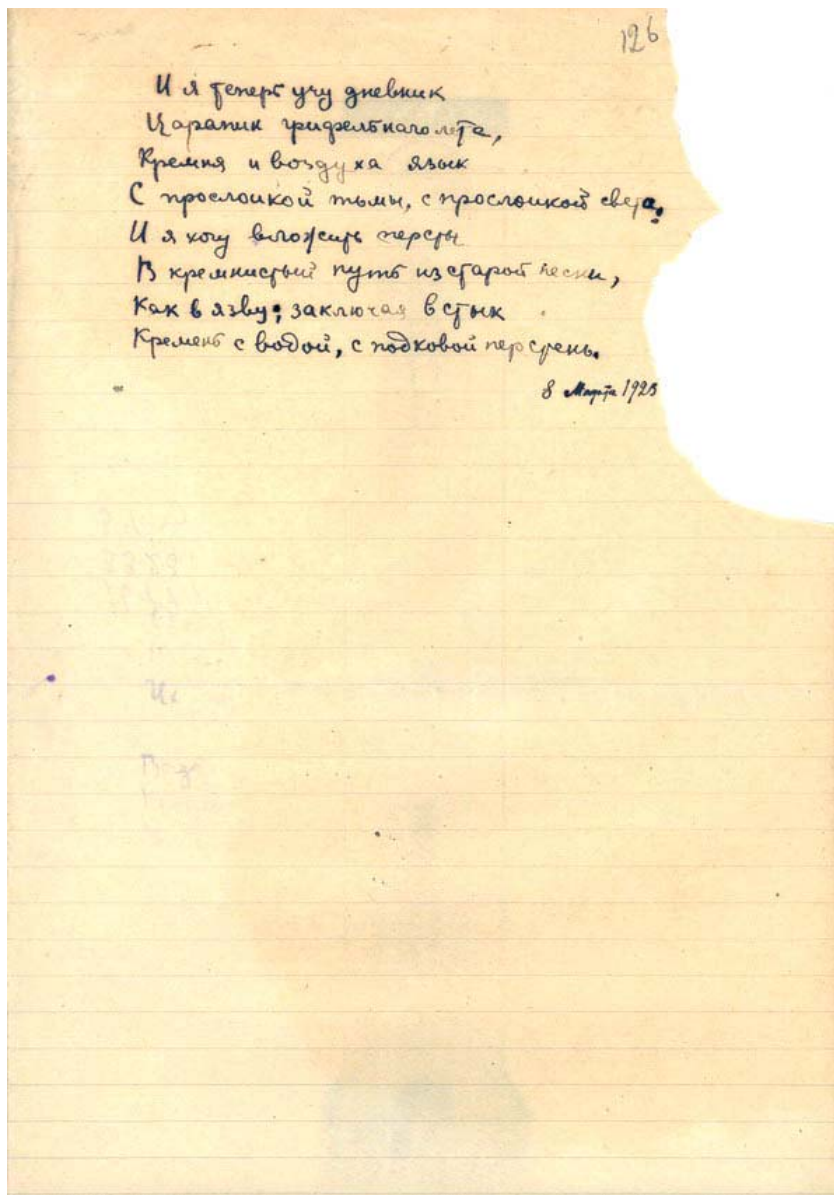 126
И я теперь учу дневник
Царапин грифельнаго лета,
Кремня и воздуха язык
С прослойкой тьмы, с прослойкой света;
И я хочу вложить персты
В кремнистый путь из старой песни,
Как в язву, заключая в стык
Кремень с водой, с подковой перстень.
8 Марта 1923